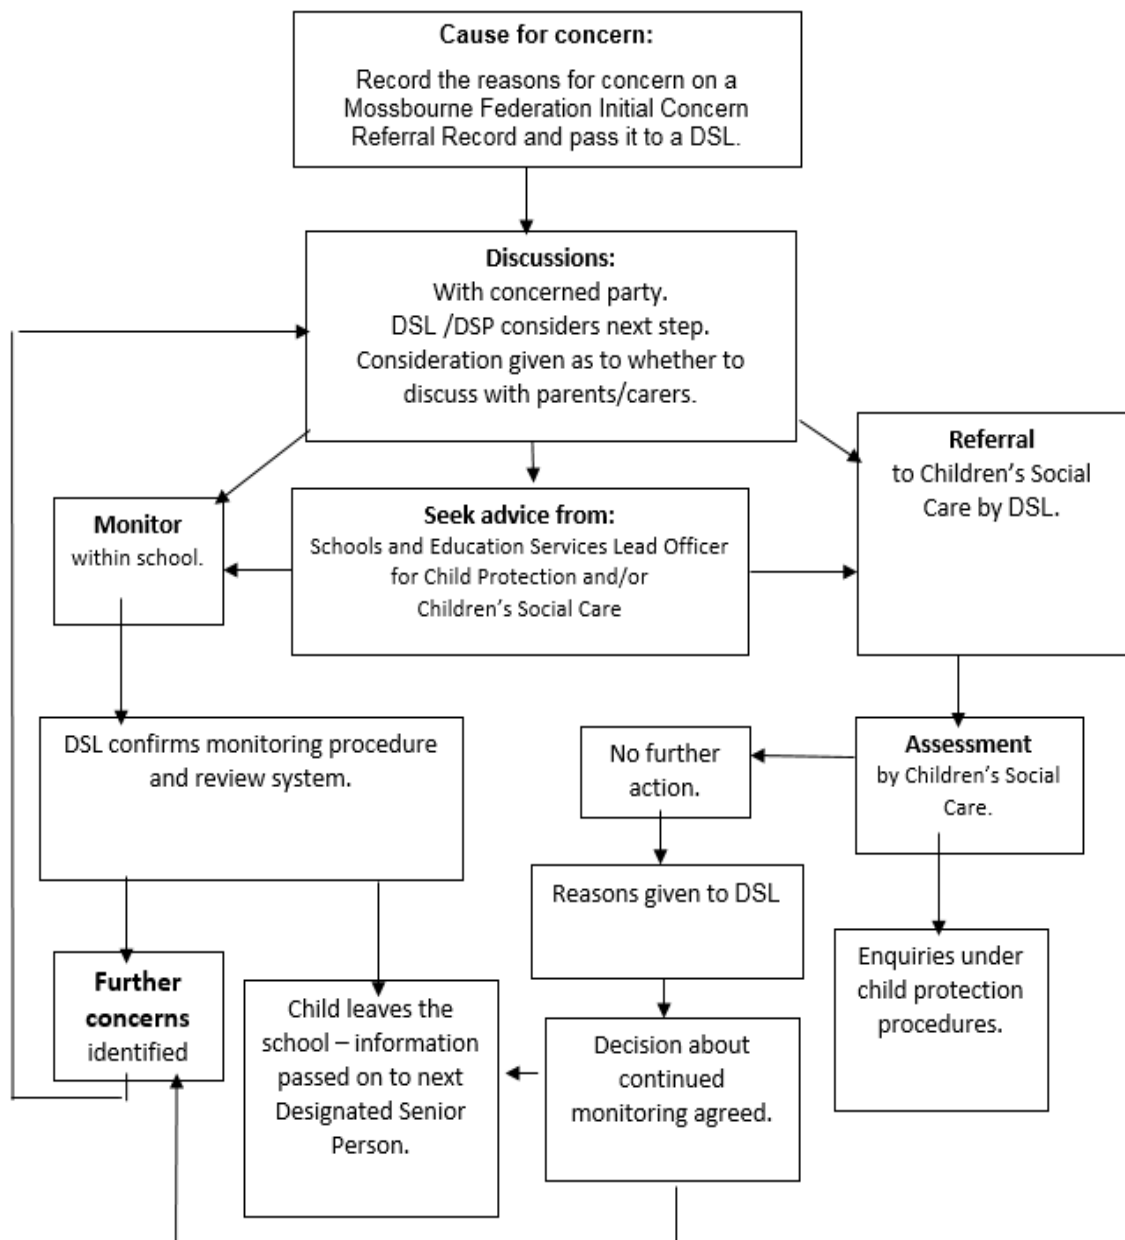 Cause for concern:
Record the reasons for concern on a
Mossbourne Federation Initial Concern
Referral Record and pass it to a DSL.
Discussions:
With concerned party.
DSL /DSP considers next step.
Consideration given as to whether to
discuss with parents/carers.
Referral
to Children's Social
Care by DSL.
Monitor
within school.
Seek advice from:
Schools and Education Services Lead Officer
for Child Protection and/or
Children's Social Care
DSL confirms monitoring procedure
and review system.
No further
action.
Assessment
by Children's Social
Care.
Reasons given to DSL
Further
concerns
identified
Child leaves the
school – information
passed on to next
Designated Senior
Person.
Decision about
continued
monitoring agreed.
Enquiries under
child protection
procedures.